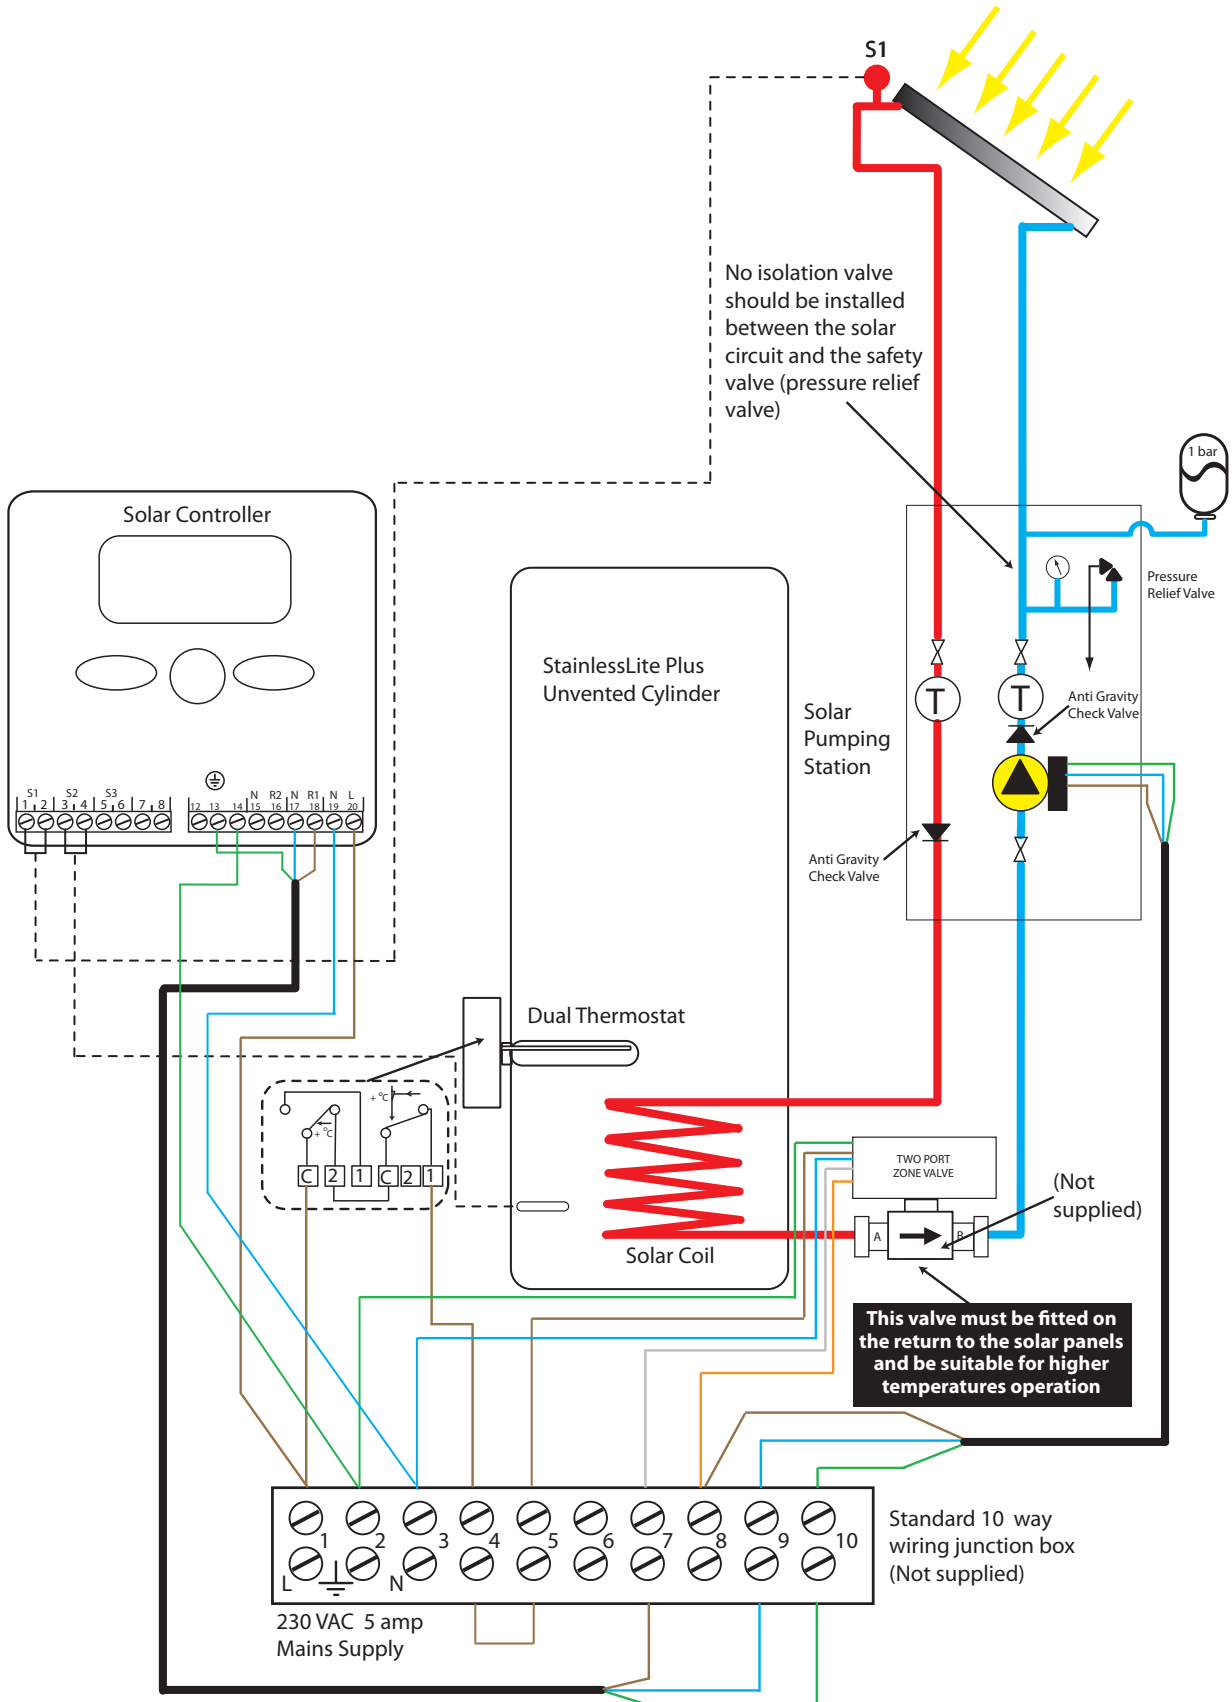 S1
No isolation valve
should be installed
between the solar
circuit and the safety
valve (pressure relief
valve)
1 bar
Solar Controller
Pressure
Relief Valve
StainlessLite Plus
Unvented Cylinder
Solar
Pumping
Station
T
T
Anti Gravity
Check Valve
S1 S2 S3
1 2 3 4 5 6 7 8
N R2 N R1 N L
12 13 14 15 16 17 18 19 20
Anti Gravity
Check Valve
Dual Thermostat
+ °C
+ °C
C 2 1 C 2 1
TWO PORT
ZONE VALVE
(Not
supplied)
A
B
Solar Coil
This valve must be fitted on
the return to the solar panels
and be suitable for higher
temperatures operation
1 2 3 4 5 6 7 8 9 10
L N
Standard 10 way
wiring junction box
(Not supplied)
230 VAC 5 amp
Mains Supply